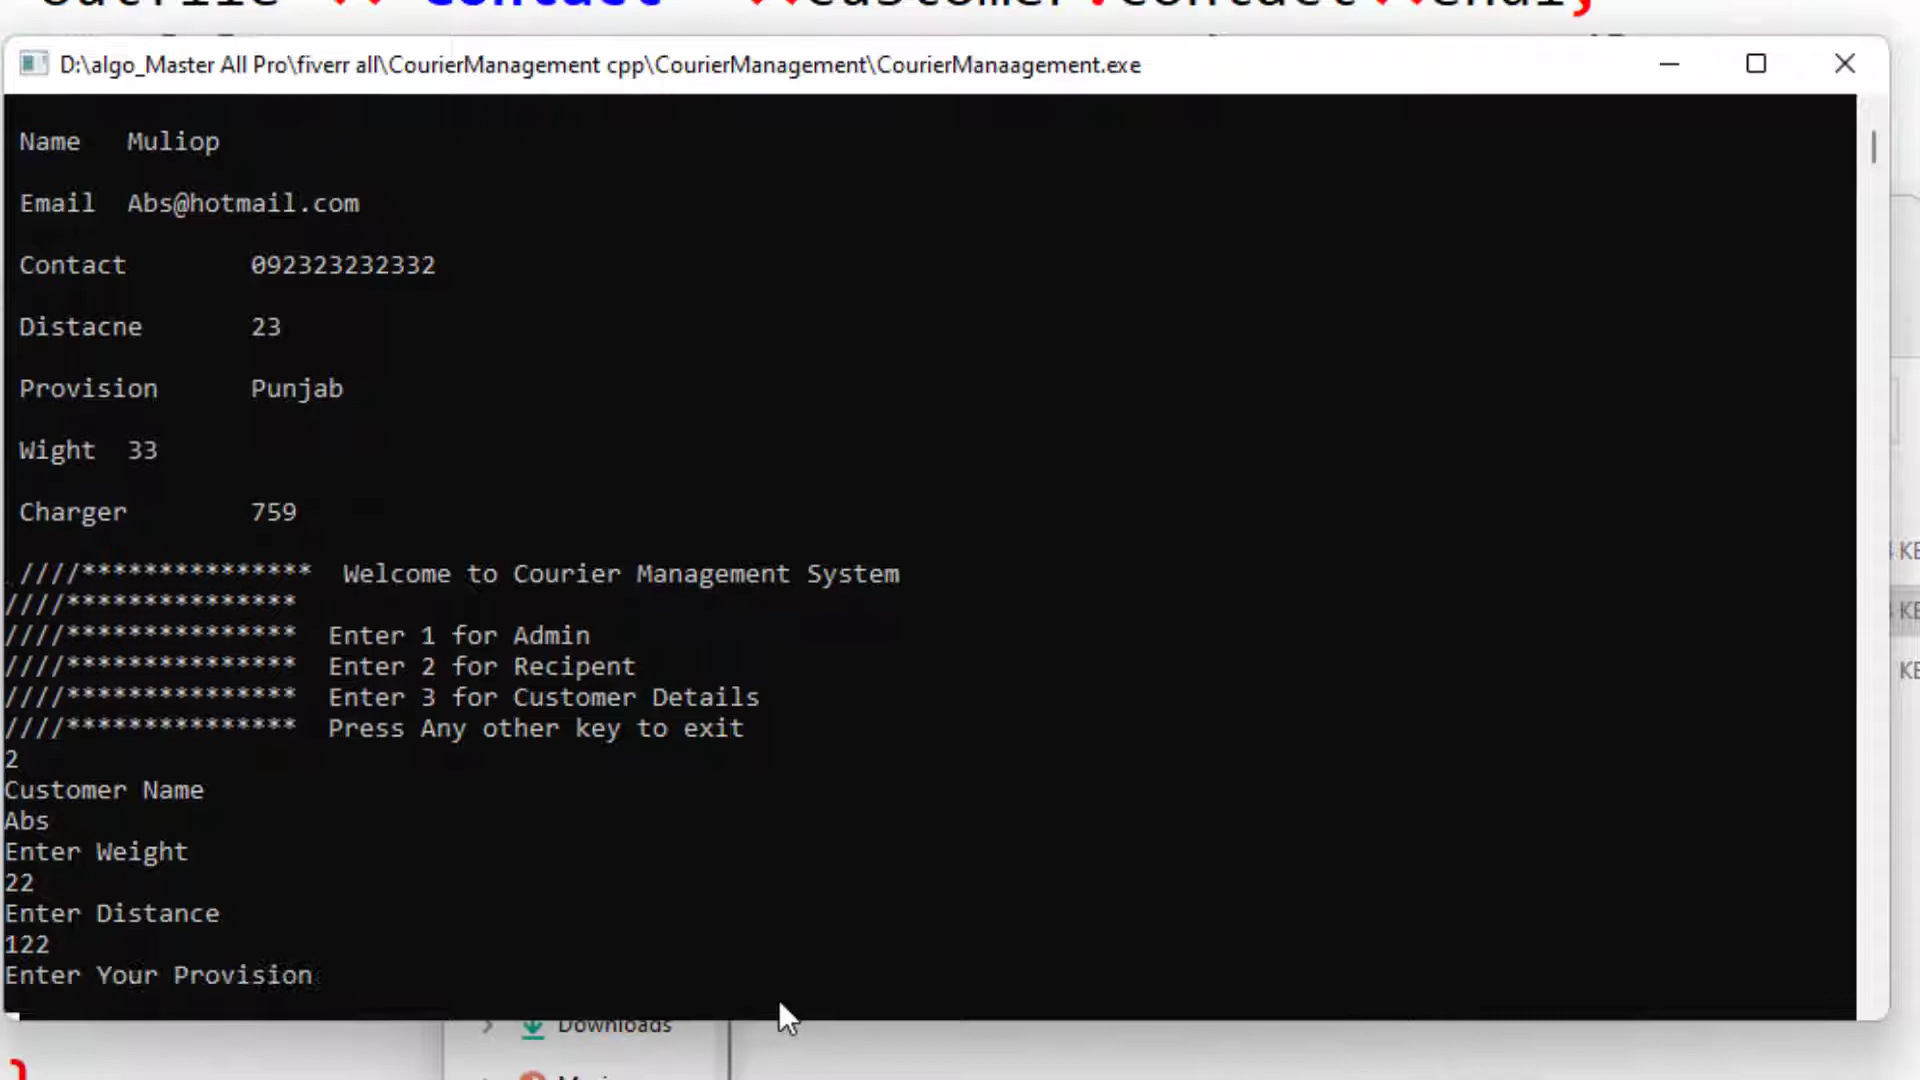 D:\algo_Master All Pro\fiverr all\CourierManagement cpp\CourierManagement\CourierManaagement.exe
Name Muliop
Email Abs@hotmail.com
Contact 092323232332
Distacne 23
Provision Punjab
Wight 33
Charger 759
////*************** Welcome to Courier Management System
////***************
////*************** Enter 1 for Admin
////*************** Enter 2 for Recipent
////*************** Enter 3 for Customer Details
////*************** Press Any other key to exit
2
Customer Name
Abs
Enter Weight
22
Enter Distance
122
Enter Your Provision
Downloads
}